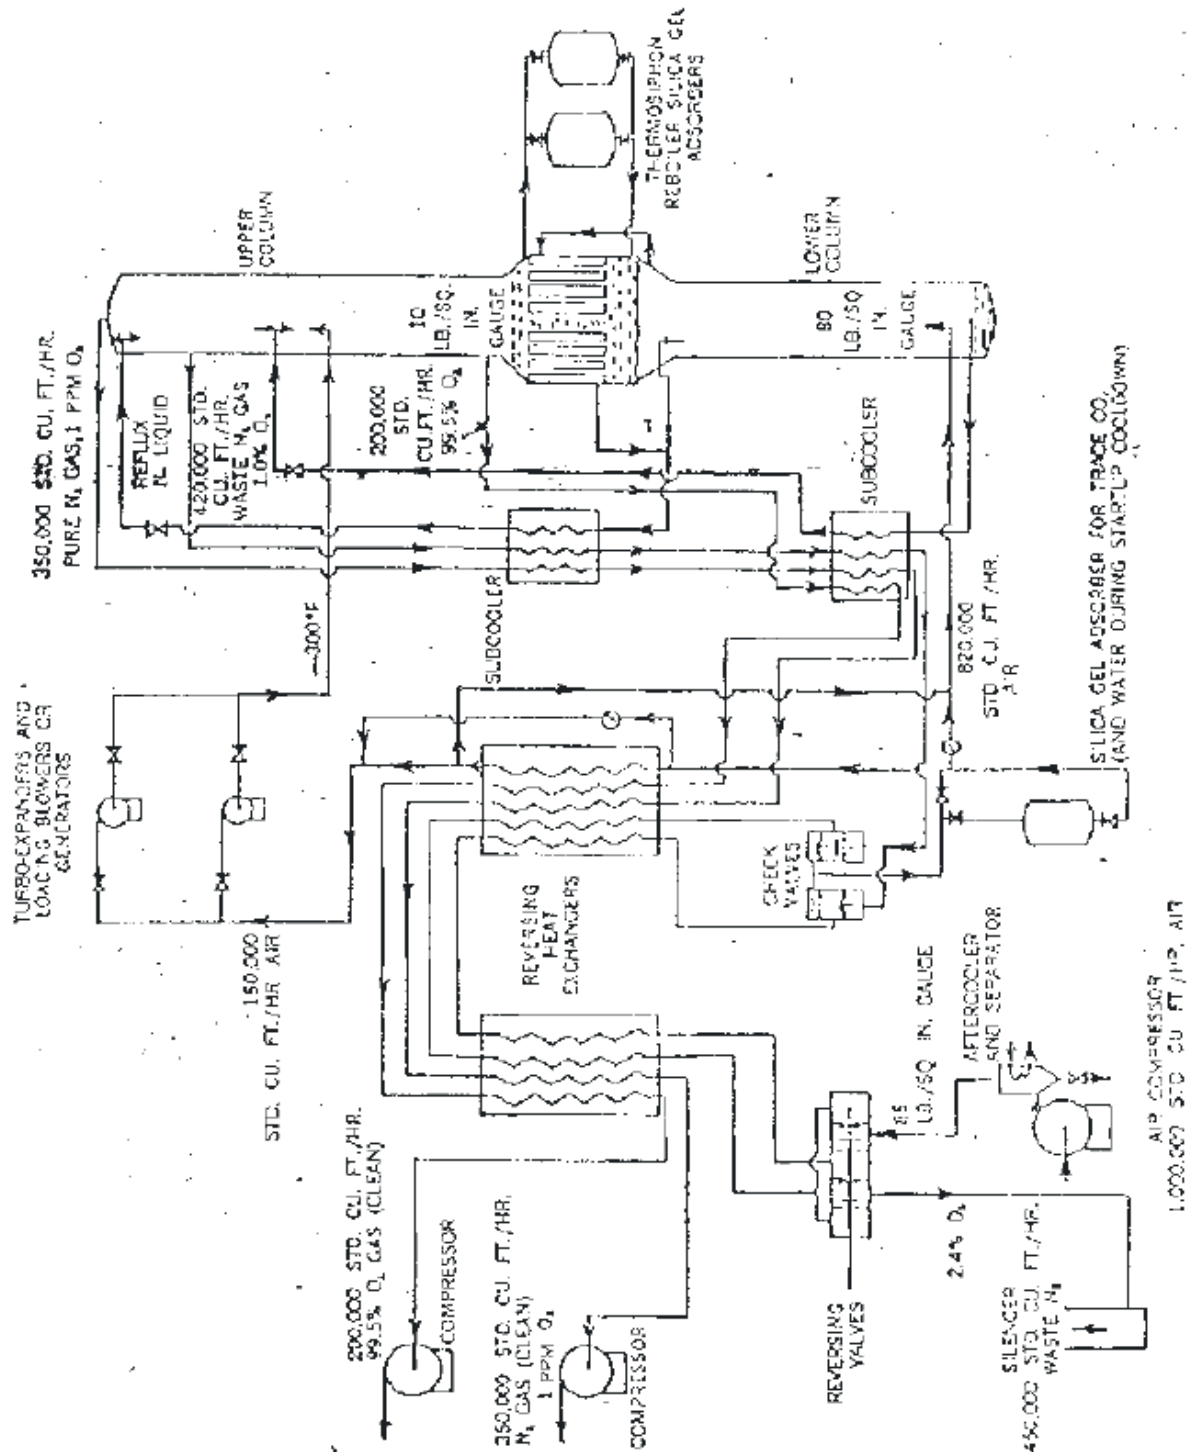 350,000 STD. CU. FT./HR.
PURE N₂ GAS, 1 PPM O₂
REFLUX
N₂ LIQUID
420,000 STD.
CU. FT./HR.
WASTE N₂ GAS
1.0% O₂
UPPER
COLUMN
200,000
STD.
CU.FT./HR.
99.5% O₂
10
LB./SQ.
IN.
GAUGE
THERMOSIPHON
REBOILER SILICA GEL
ADSORBERS
LOWER
COLUMN
80
LB./SQ
IN.
GAUGE
SUBCOOLER
SUBCOOLER
TURBO-EXPANDERS AND
LOADING BLOWERS OR
GENERATORS
-300°F
820,000
STD CU. FT /HR.
AIR
SILICA GEL ADSORBER FOR TRACE CO₂
(AND WATER DURING STARTUP COOLDOWN)
150,000
STD. CU. FT./HR AIR
REVERSING
HEAT
EXCHANGERS
CHECK
VALVES
200,000 STD. CU. FT./HR.
99.5% O₂ GAS (CLEAN)
COMPRESSOR
350,000 STD. CU. FT./HR.
N₂ GAS (CLEAN)
1 PPM O₂
COMPRESSOR
REVERSING
VALVES
85
LB./SQ IN. GAUGE
AFTERCOOLER
AND SEPARATOR
2.4% O₂
SILENCER
STD. CU. FT./HR.
WASTE N₂
AIR COMPRESSOR
1,000,000 STD CU FT /HR, AIR